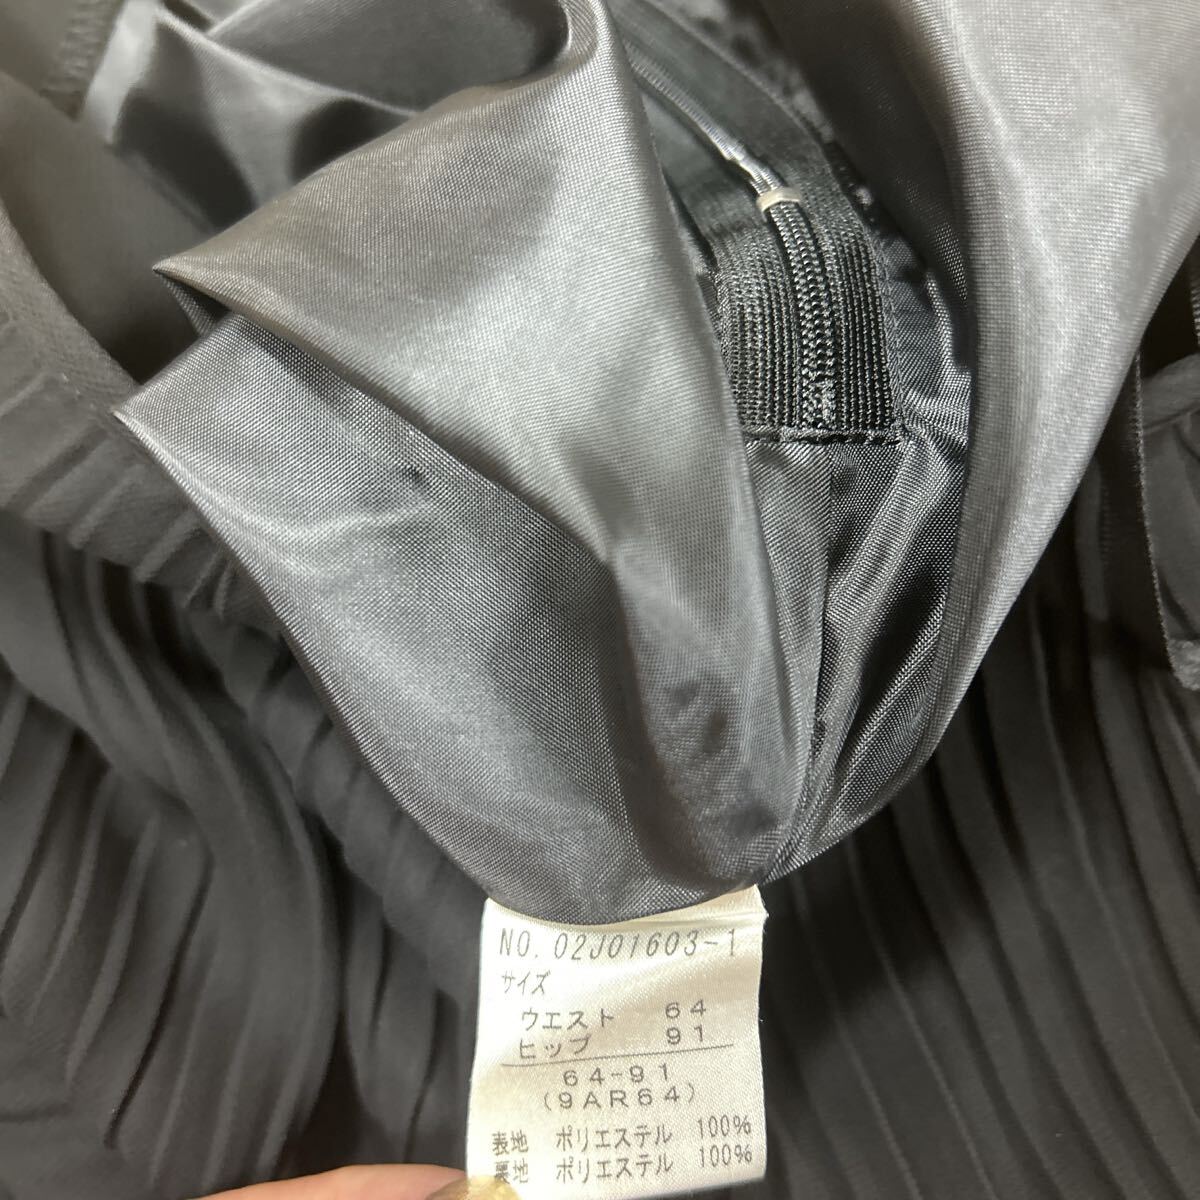 NO. 02J01603-1
サイズ
ウエスト 64
ヒップ 91
64-91
(9AR64)
表地 ポリエステル 100%
裏地 ポリエステル 100%